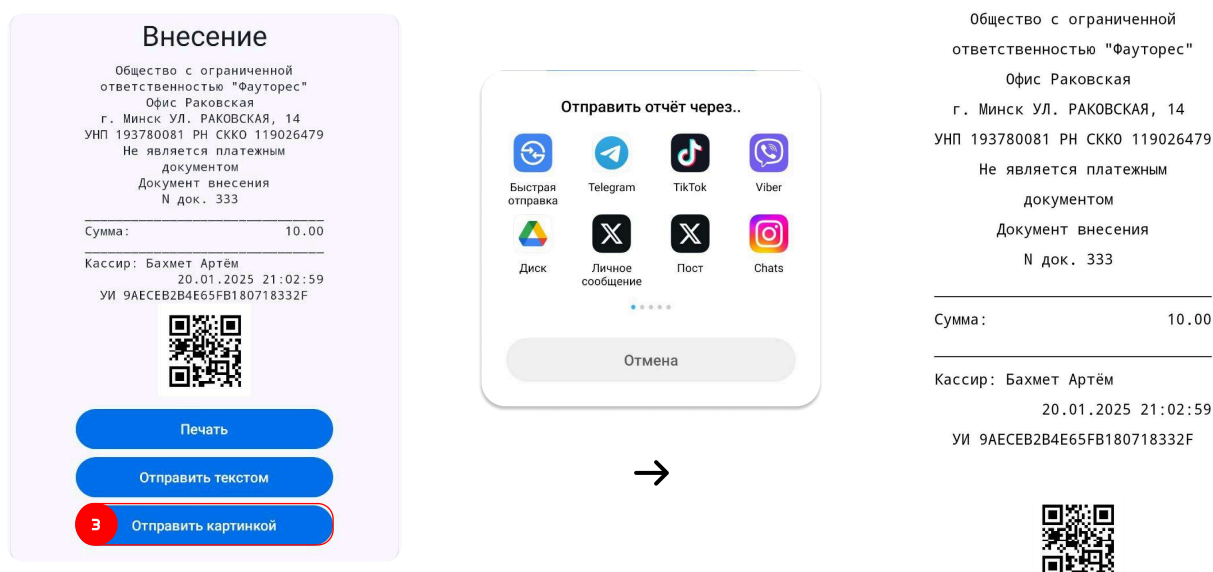 Внесение
Общество с ограниченной
ответственностью "Фауторес"
Офис Раковская
г. Минск УЛ. РАКОВСКАЯ, 14
УНП 193780081 РН СККО 119026479
Не является платежным
документом
Документ внесения
N док. 333
Сумма: 10.00
Кассир: Бахмет Артём
20.01.2025 21:02:59
УИ 9AECEB2B4E65FB180718332F
Печать
Отправить текстом
3 Отправить картинкой
Отправить отчёт через..
Быстрая отправка
Telegram
TikTok
Viber
Диск
Личное сообщение
Пост
Chats
Отмена
Общество с ограниченной
ответственностью "Фауторес"
Офис Раковская
г. Минск УЛ. РАКОВСКАЯ, 14
УНП 193780081 РН СККО 119026479
Не является платежным
документом
Документ внесения
N док. 333
Сумма: 10.00
Кассир: Бахмет Артём
20.01.2025 21:02:59
УИ 9AECEB2B4E65FB180718332F